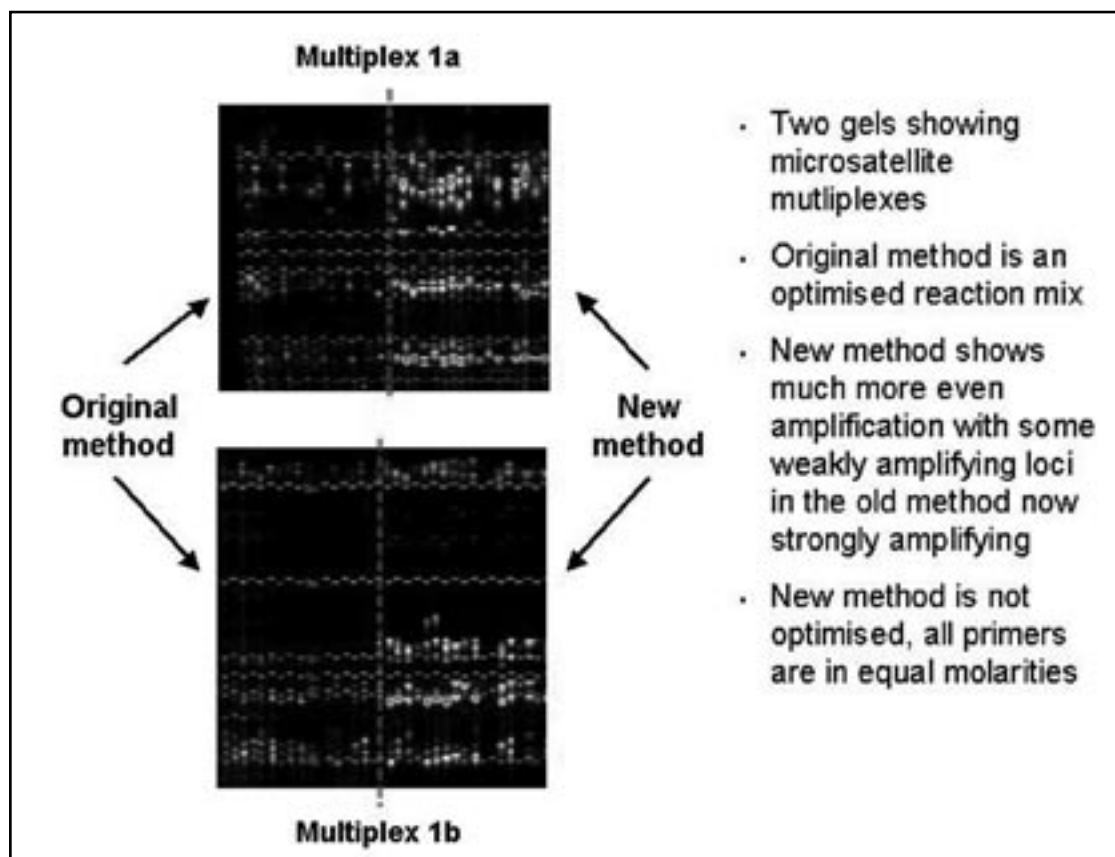 Multiplex 1a
Original
method
New
method
Multiplex 1b
· Two gels showing
microsatellite
mutliplexes
· Original method is an
optimised reaction mix
· New method shows
much more even
amplification with some
weakly amplifying loci
in the old method now
strongly amplifying
· New method is not
optimised, all primers
are in equal molarities